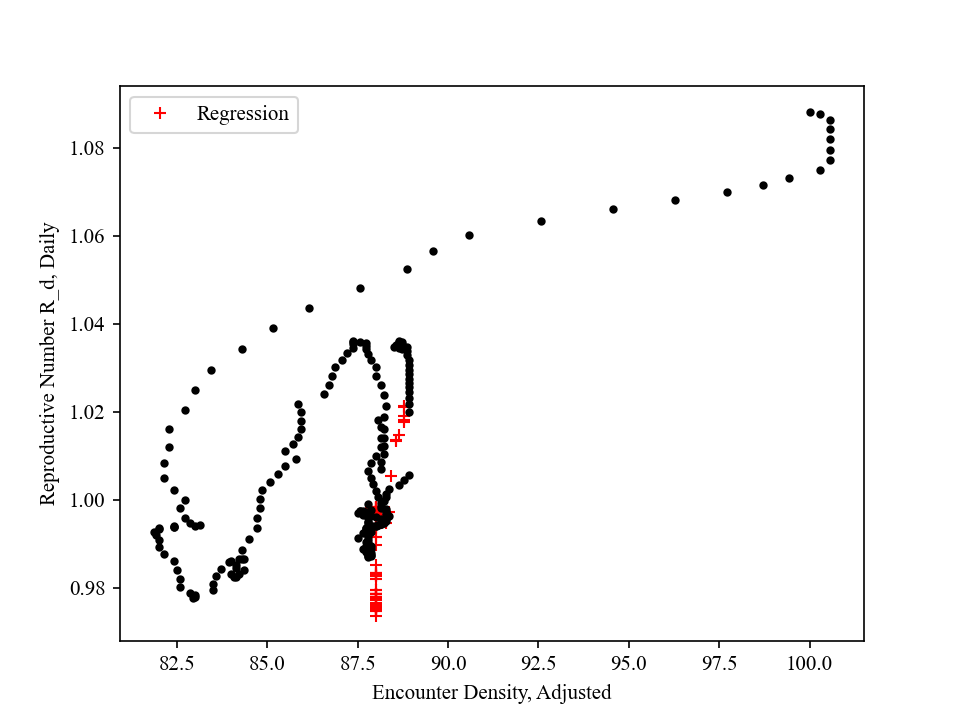 Regression
1.08
1.06
1.04
1.02
1.00
0.98
Reproductive Number R_d, Daily
82.5 85.0 87.5 90.0 92.5 95.0 97.5 100.0
Encounter Density, Adjusted